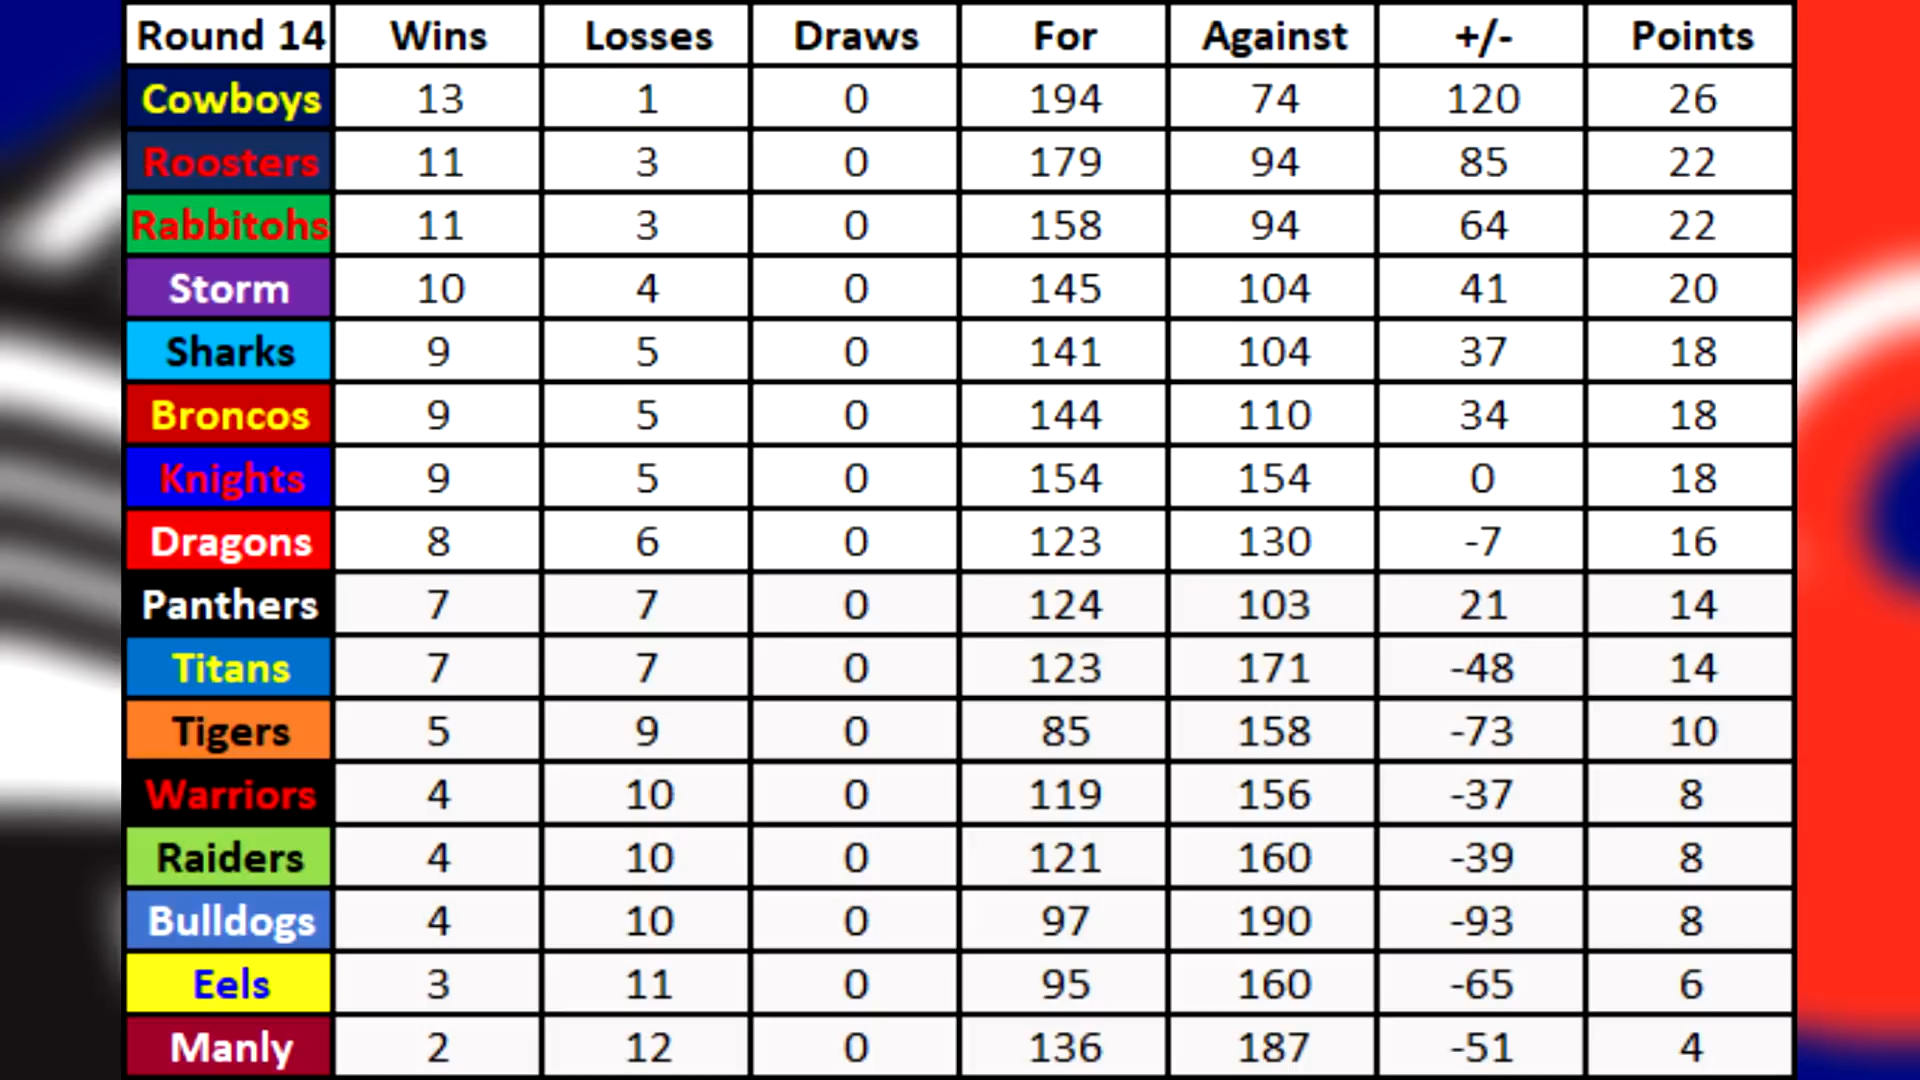 Round 14 Wins Losses Draws For Against +/- Points
Cowboys 13 1 0 194 74 120 26
Roosters 11 3 0 179 94 85 22
Rabbitohs 11 3 0 158 94 64 22
Storm 10 4 0 145 104 41 20
Sharks 9 5 0 141 104 37 18
Broncos 9 5 0 144 110 34 18
Knights 9 5 0 154 154 0 18
Dragons 8 6 0 123 130 -7 16
Panthers 7 7 0 124 103 21 14
Titans 7 7 0 123 171 -48 14
Tigers 5 9 0 85 158 -73 10
Warriors 4 10 0 119 156 -37 8
Raiders 4 10 0 121 160 -39 8
Bulldogs 4 10 0 97 190 -93 8
Eels 3 11 0 95 160 -65 6
Manly 2 12 0 136 187 -51 4